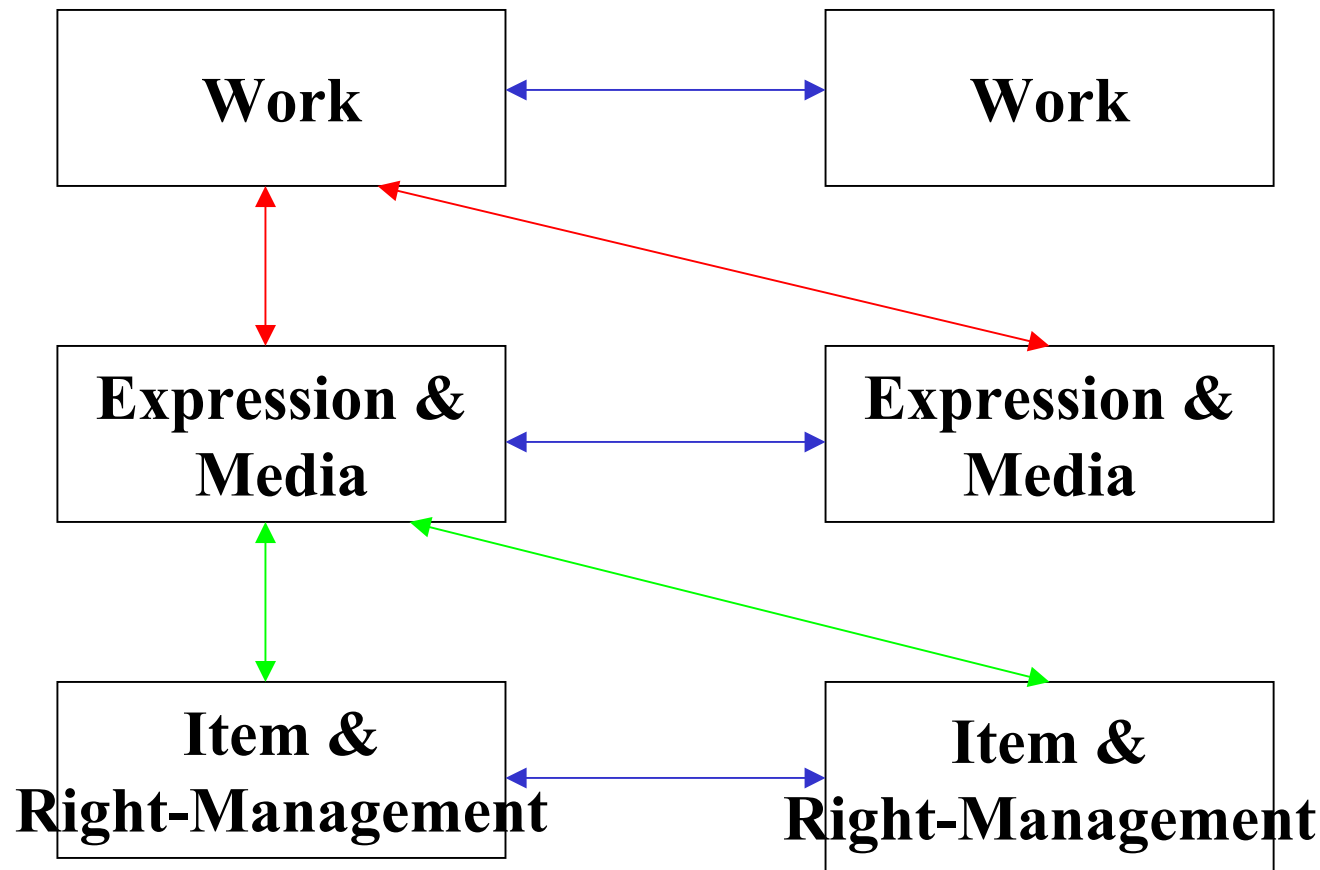 Work
Work
Expression &
Media
Expression &
Media
Item &
Right-Management
Item &
Right-Management